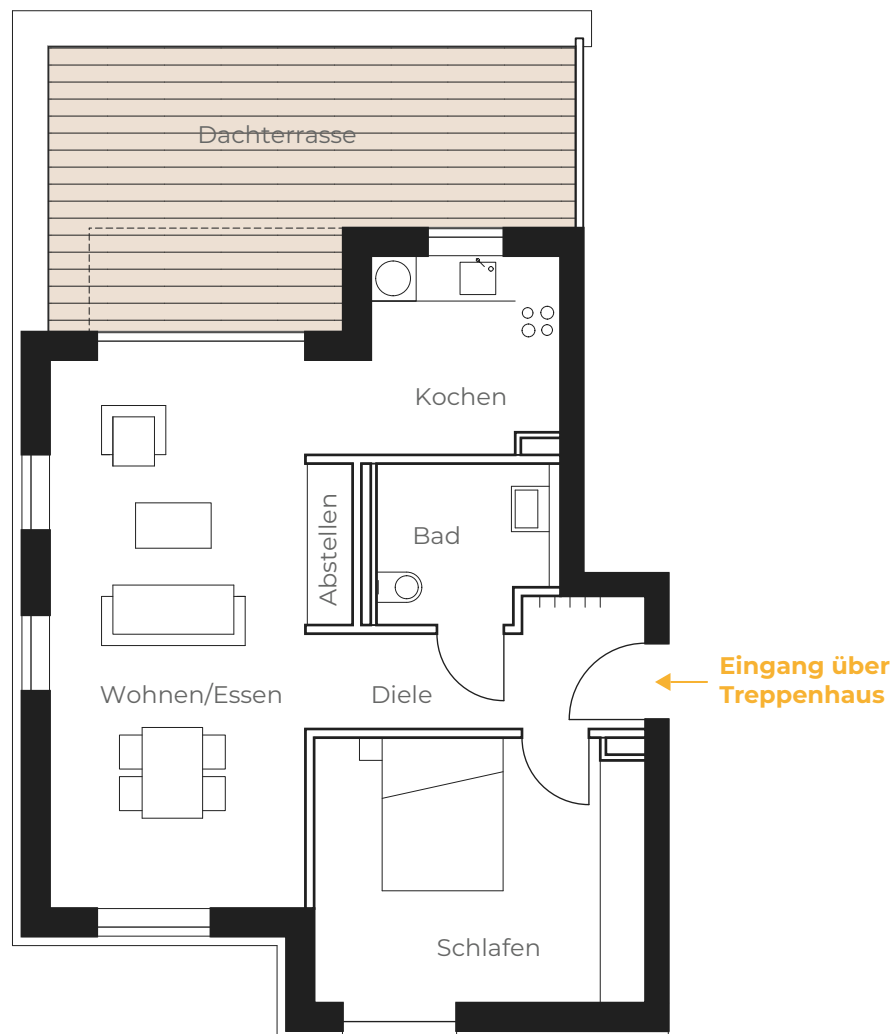 Dachterrasse
Kochen
Abstellen
Bad
Wohnen/Essen
Diele
Eingang über
Treppenhaus
Schlafen